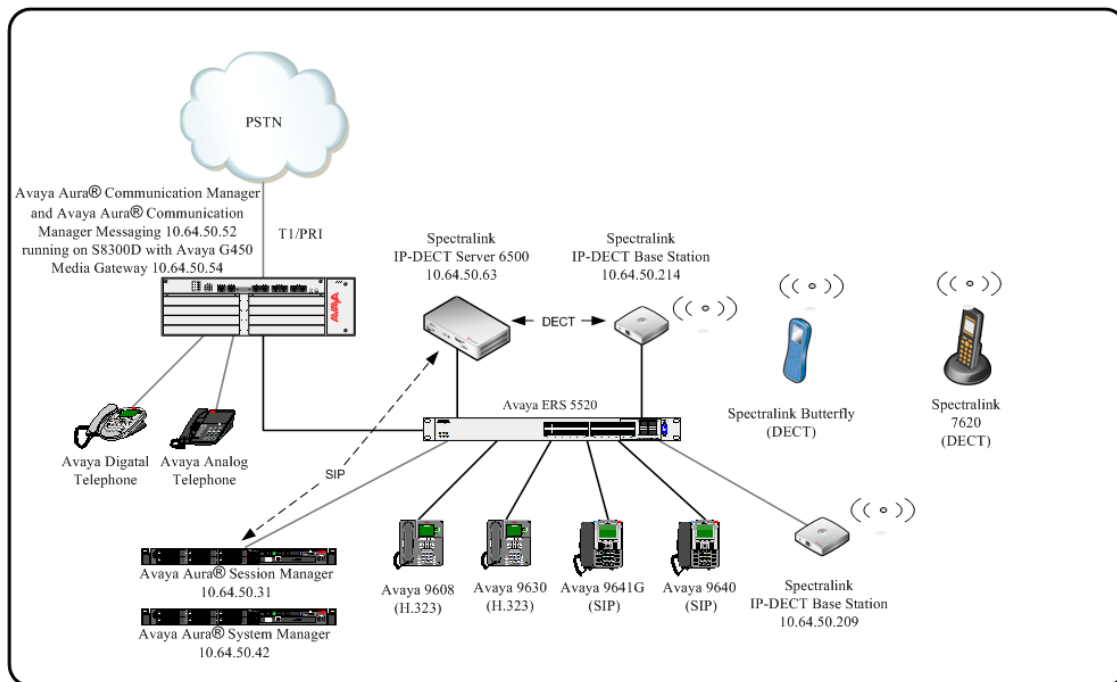 PSTN
Avaya Aura® Communication Manager
and Avaya Aura® Communication
Manager Messaging 10.64.50.52
running on S8300D with Avaya G450
Media Gateway 10.64.50.54
T1/PRI
AVAYA
Spectralink
IP-DECT Server 6500
10.64.50.63
Spectralink
IP-DECT Base Station
10.64.50.214
DECT
Avaya ERS 5520
Spectralink Butterfly
(DECT)
Spectralink
7620
(DECT)
Avaya Digatal
Telephone
Avaya Analog
Telephone
SIP
Avaya Aura® Session Manager
10.64.50.31
Avaya Aura® System Manager
10.64.50.42
Avaya 9608
(H.323)
Avaya 9630
(H.323)
Avaya 9641G
(SIP)
Avaya 9640
(SIP)
Spectralink
IP-DECT Base Station
10.64.50.209